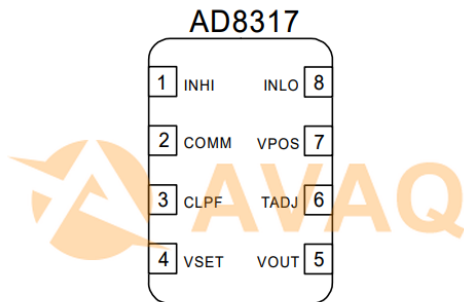 AD8317
1 INHI INLO 8
2 COMM VPOS 7
3 CLPF TADJ 6
4 VSET VOUT 5
AVAQ